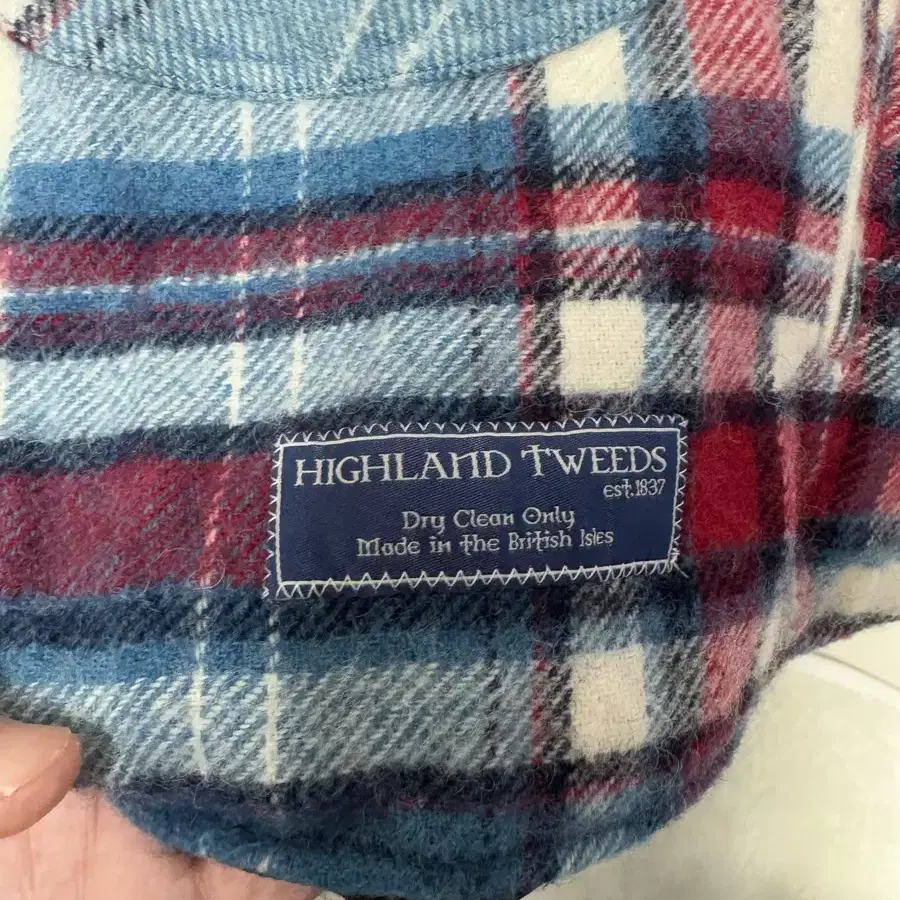 HIGHLAND TWEEDS
est.1837
Dry Clean Only
Made in the British Isles